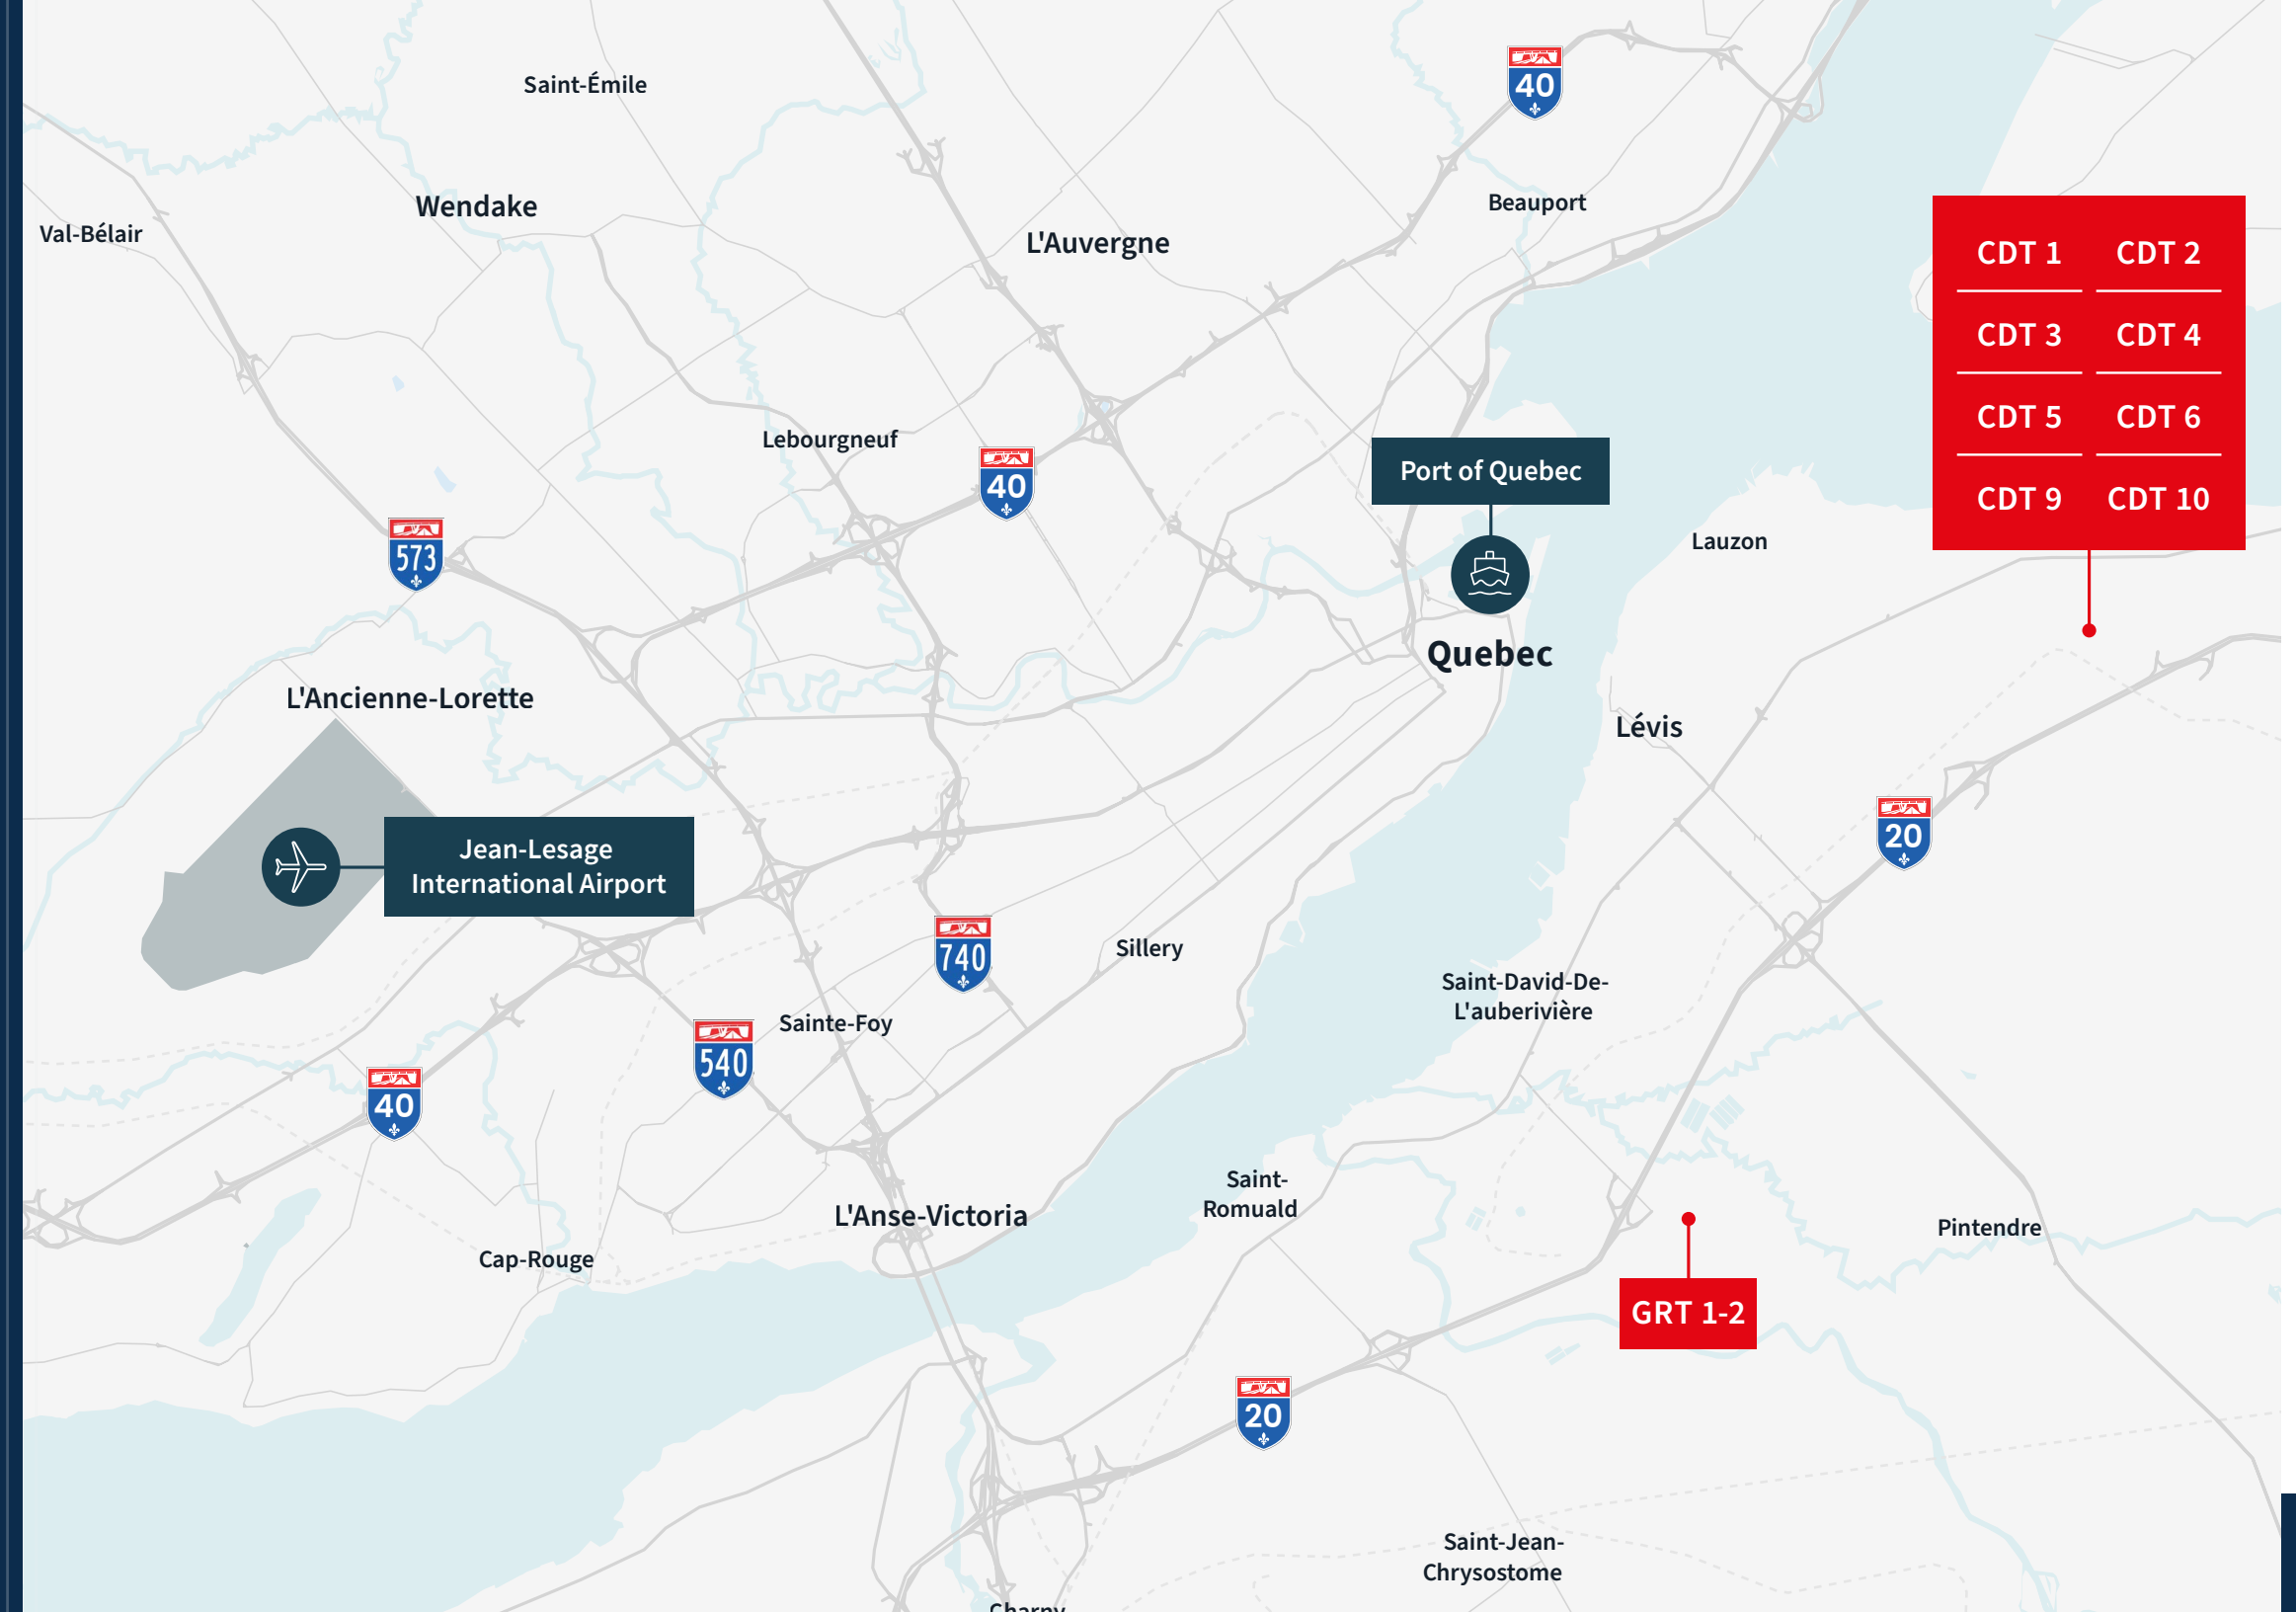 Saint-Émile
40
Wendake
Beauport
Val-Bélair
L'Auvergne
CDT 1
CDT 2
CDT 3
CDT 4
CDT 5
CDT 6
CDT 9
CDT 10
Lebourgneuf
40
Port of Quebec
573
Lauzon
Quebec
L'Ancienne-Lorette
Lévis
20
Jean-Lesage
International Airport
740
Sillery
Saint-David-De-
L'auberivière
Sainte-Foy
540
40
Saint-
Romuald
L'Anse-Victoria
Pintendre
Cap-Rouge
GRT 1-2
20
Saint-Jean-
Chrysostome
Charny